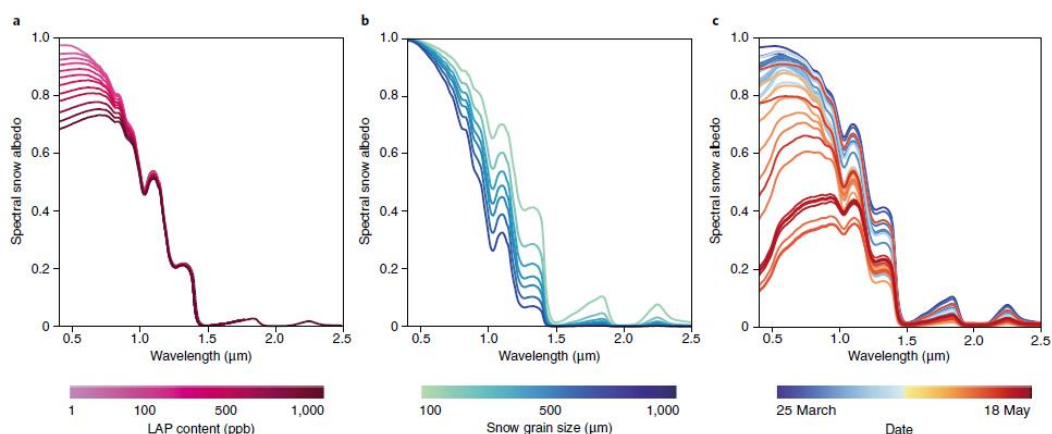 a b c
1.0 1.0 1.0
0.8 0.8 0.8
0.6 0.6 0.6
0.4 0.4 0.4
0.2 0.2 0.2
0 0 0
Spectral snow albedo Spectral snow albedo Spectral snow albedo
0.5 1.0 1.5 2.0 2.5 0.5 1.0 1.5 2.0 2.5 0.5 1.0 1.5 2.0 2.5
Wavelength (µm) Wavelength (µm) Wavelength (µm)
1 100 500 1,000 100 500 1,000 25 March 18 May
LAP content (ppb) Snow grain size (µm) Date